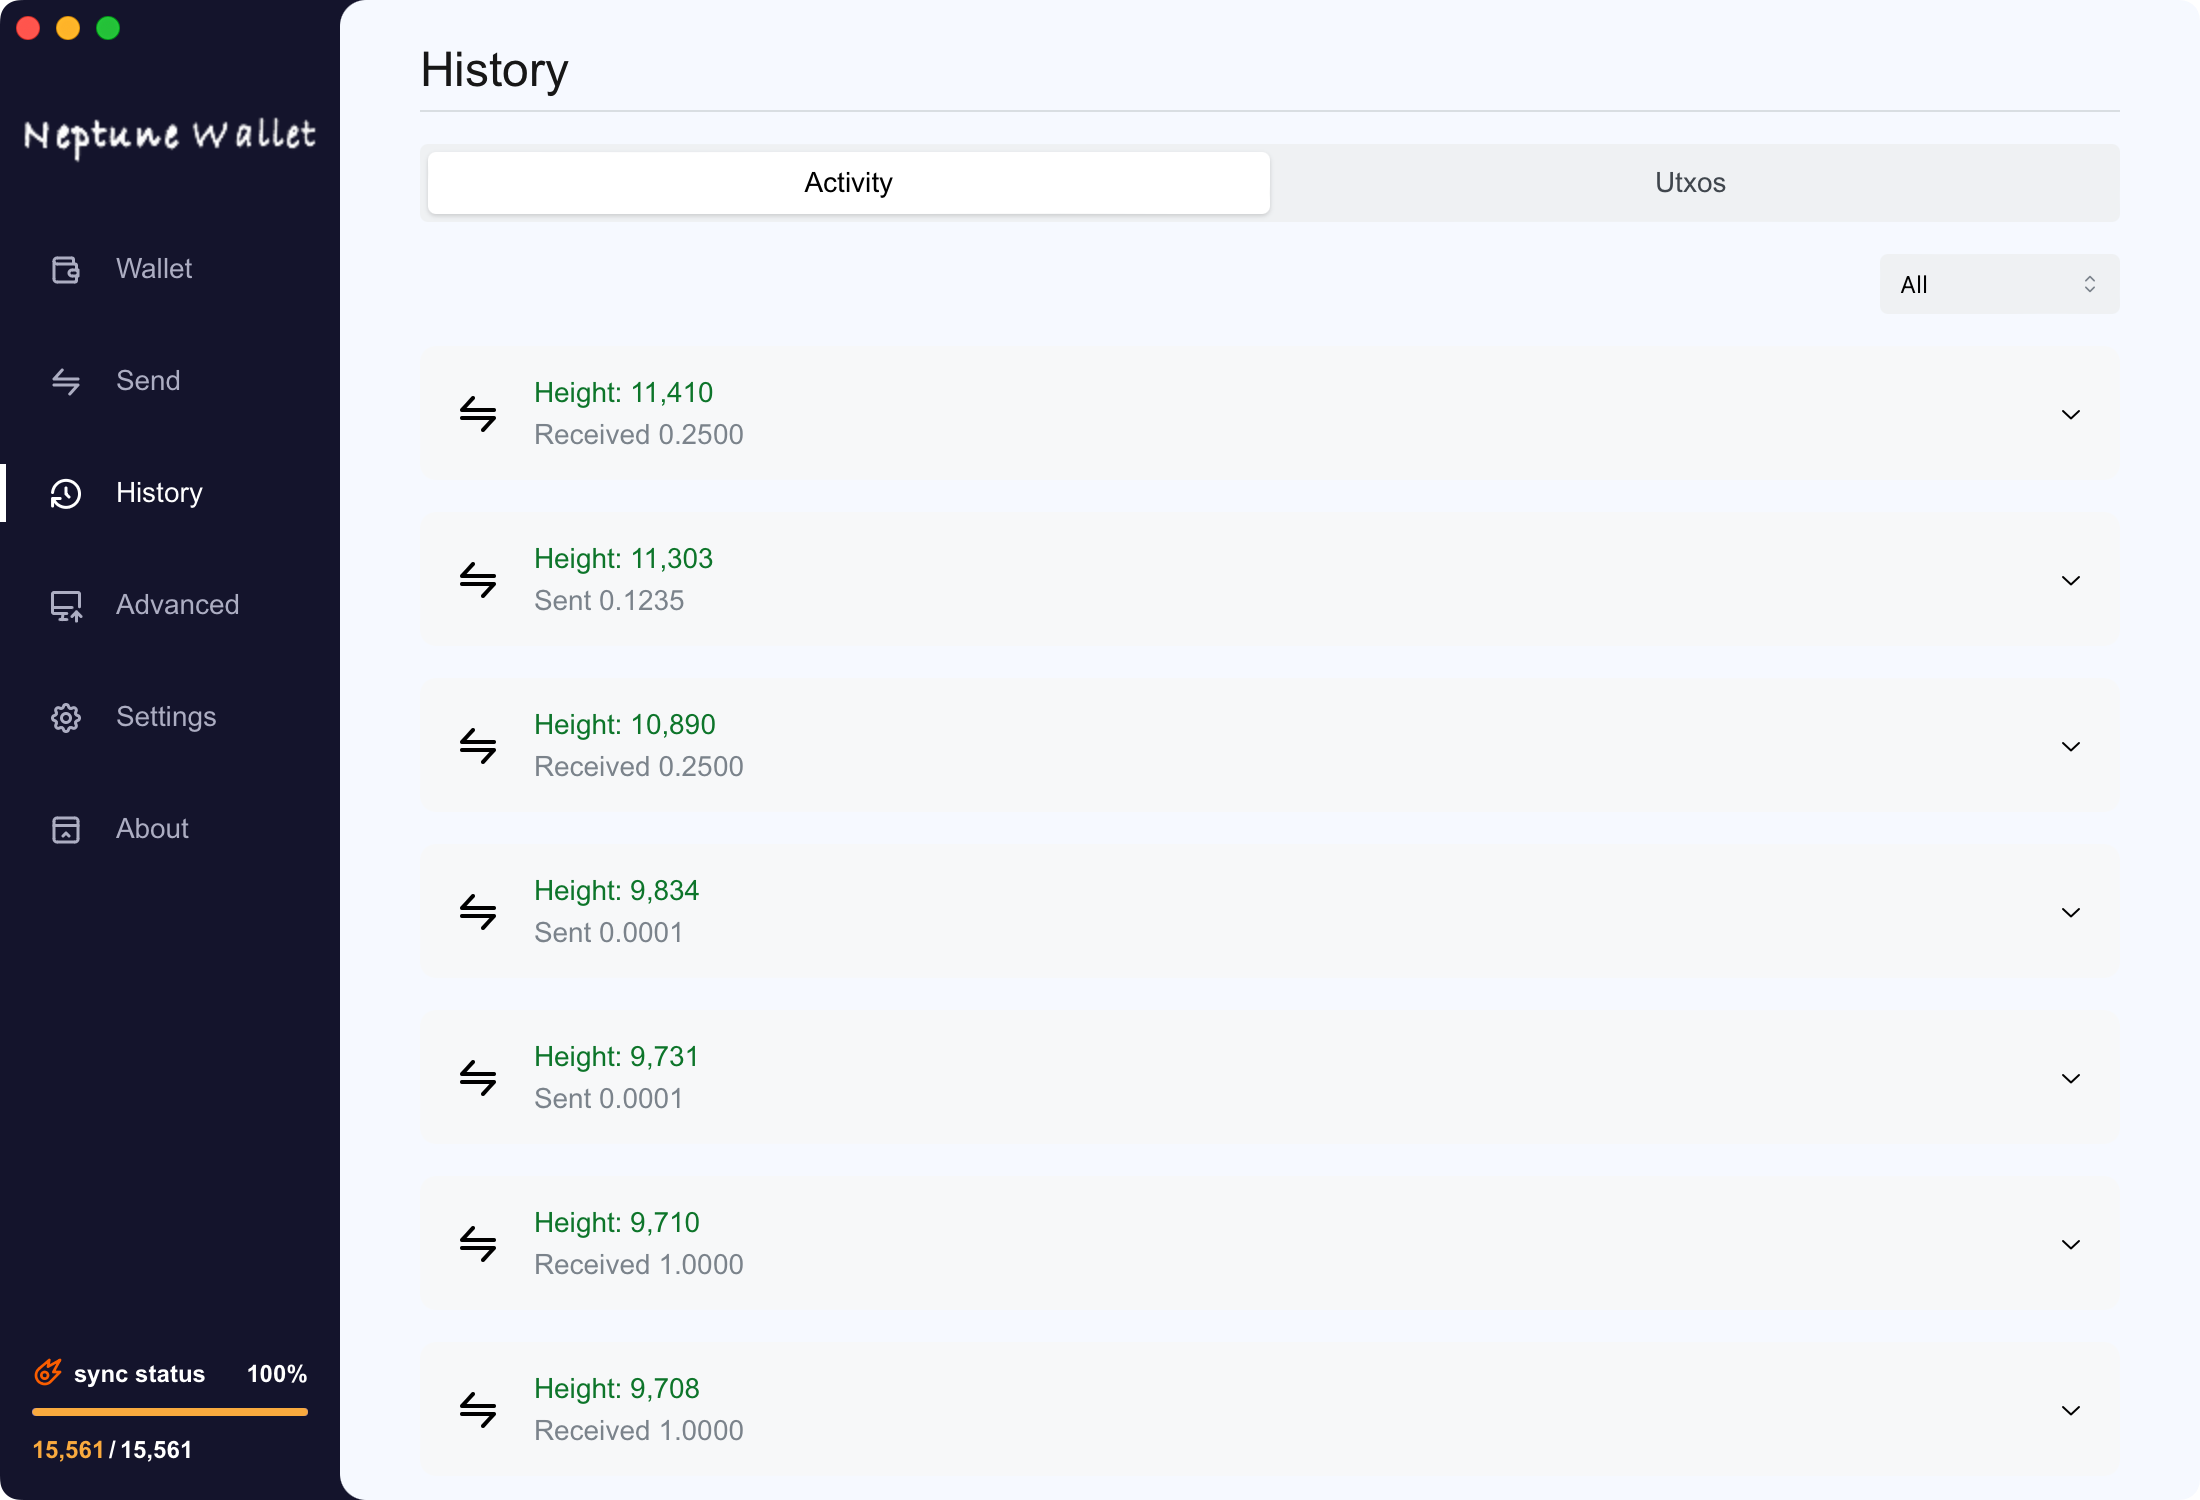 Neptune Wallet
Wallet
Send
History
Advanced
Settings
About
sync status 100%
15,561/15,561
History
Activity Utxos
All
Height: 11,410
Received 0.2500
Height: 11,303
Sent 0.1235
Height: 10,890
Received 0.2500
Height: 9,834
Sent 0.0001
Height: 9,731
Sent 0.0001
Height: 9,710
Received 1.0000
Height: 9,708
Received 1.0000